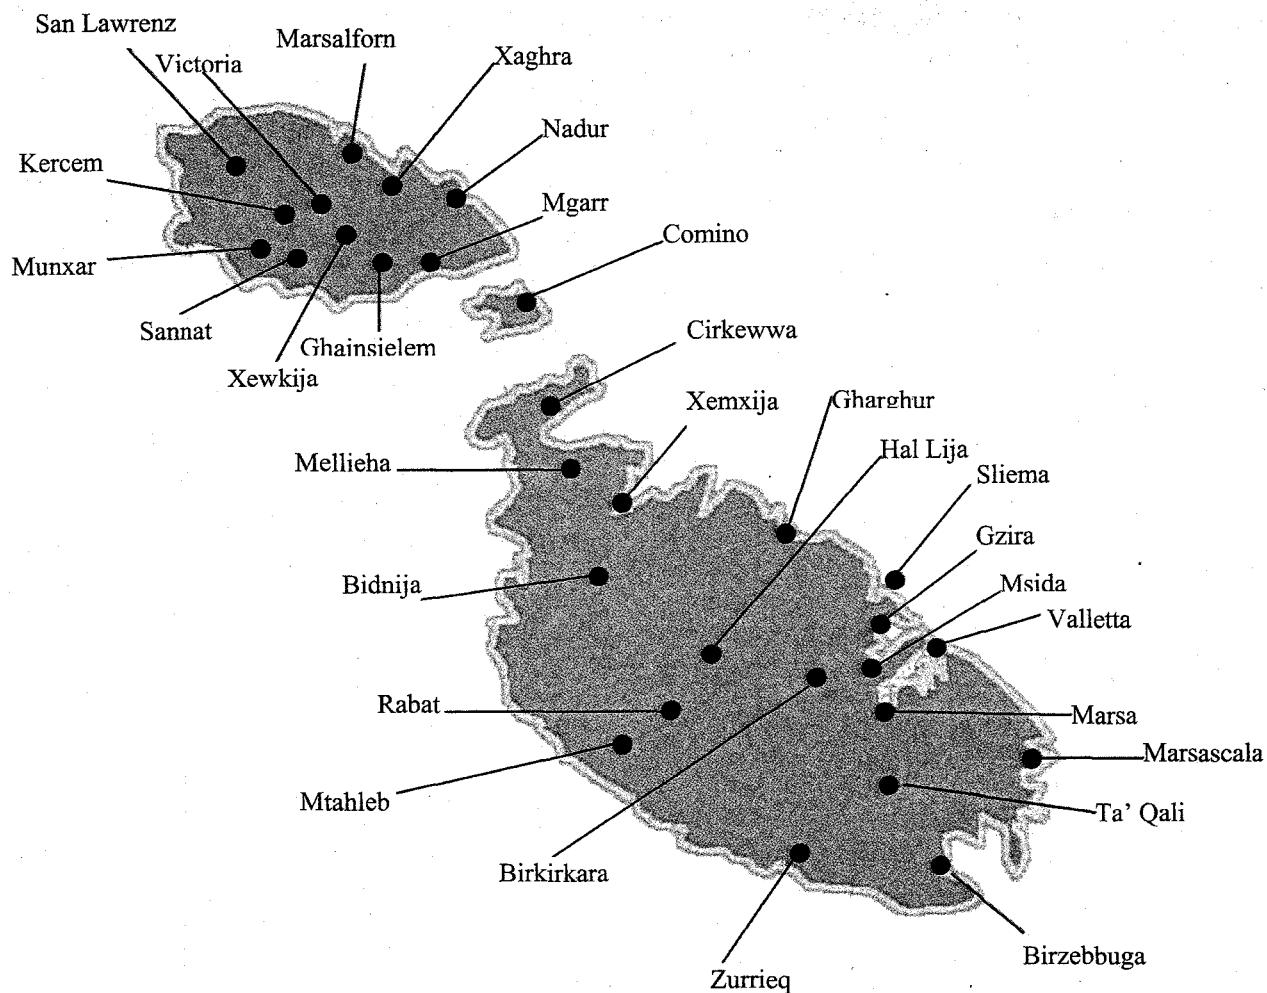 San Lawrenz
Marsalforn
Victoria
Xaghra
Nadur
Kercem
Mgarr
Comino
Munxar
Sannat
Ghainsielem
Xewkija
Cirkewwa
Xemxija
Gharghur
Hal Lija
Mellieha
Sliema
Gzira
Bidnija
Msida
Valletta
Rabat
Marsa
Marsascala
Mtahleb
Ta' Qali
Birkirkara
Birzebbuga
Zurrieq